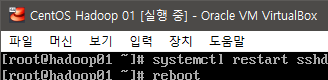 CentOS Hadoop 01 [실행 중] - Oracle VM VirtualBox
파일 머신 보기 입력 장치 도움말
[root@hadoop01 ~]# systemctl restart sshd
[root@hadoop01 ~]# reboot